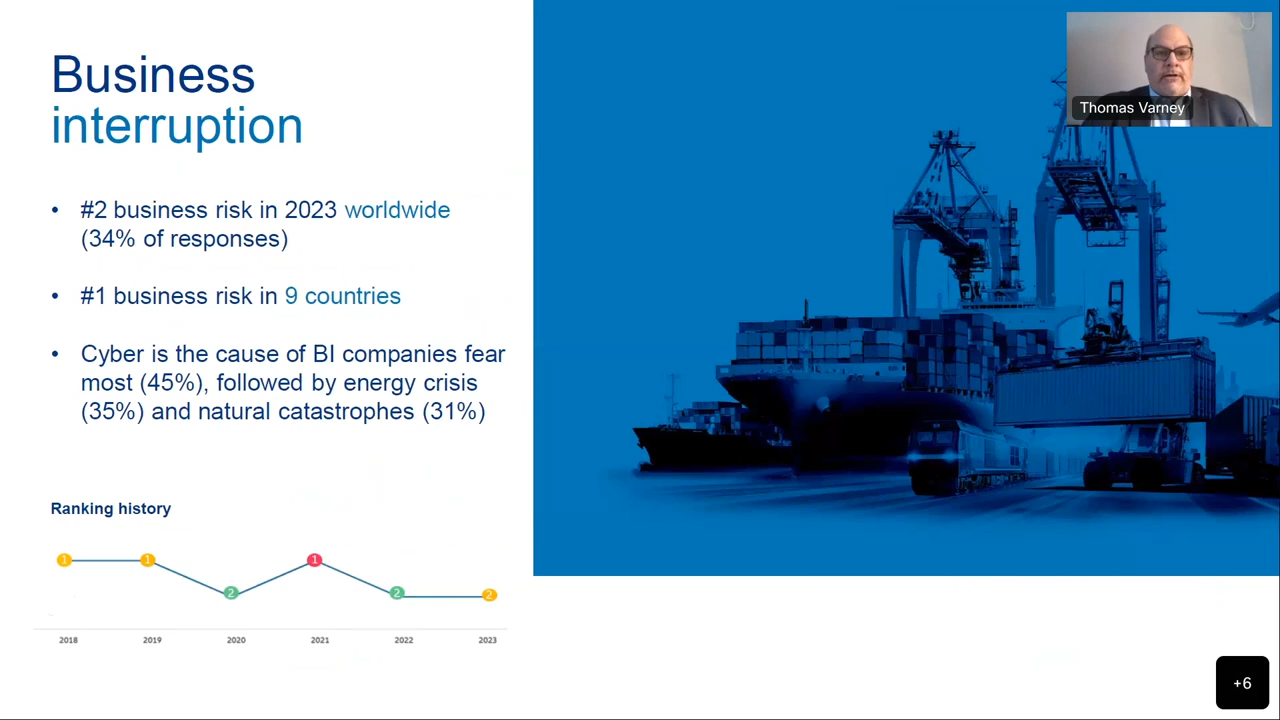 Business
interruption
• #2 business risk in 2023 worldwide
(34% of responses)
• #1 business risk in 9 countries
• Cyber is the cause of BI companies fear
most (45%), followed by energy crisis
(35%) and natural catastrophes (31%)
Ranking history
1 1 2 1 2 2
2018 2019 2020 2021 2022 2023
Thomas Varney
+6